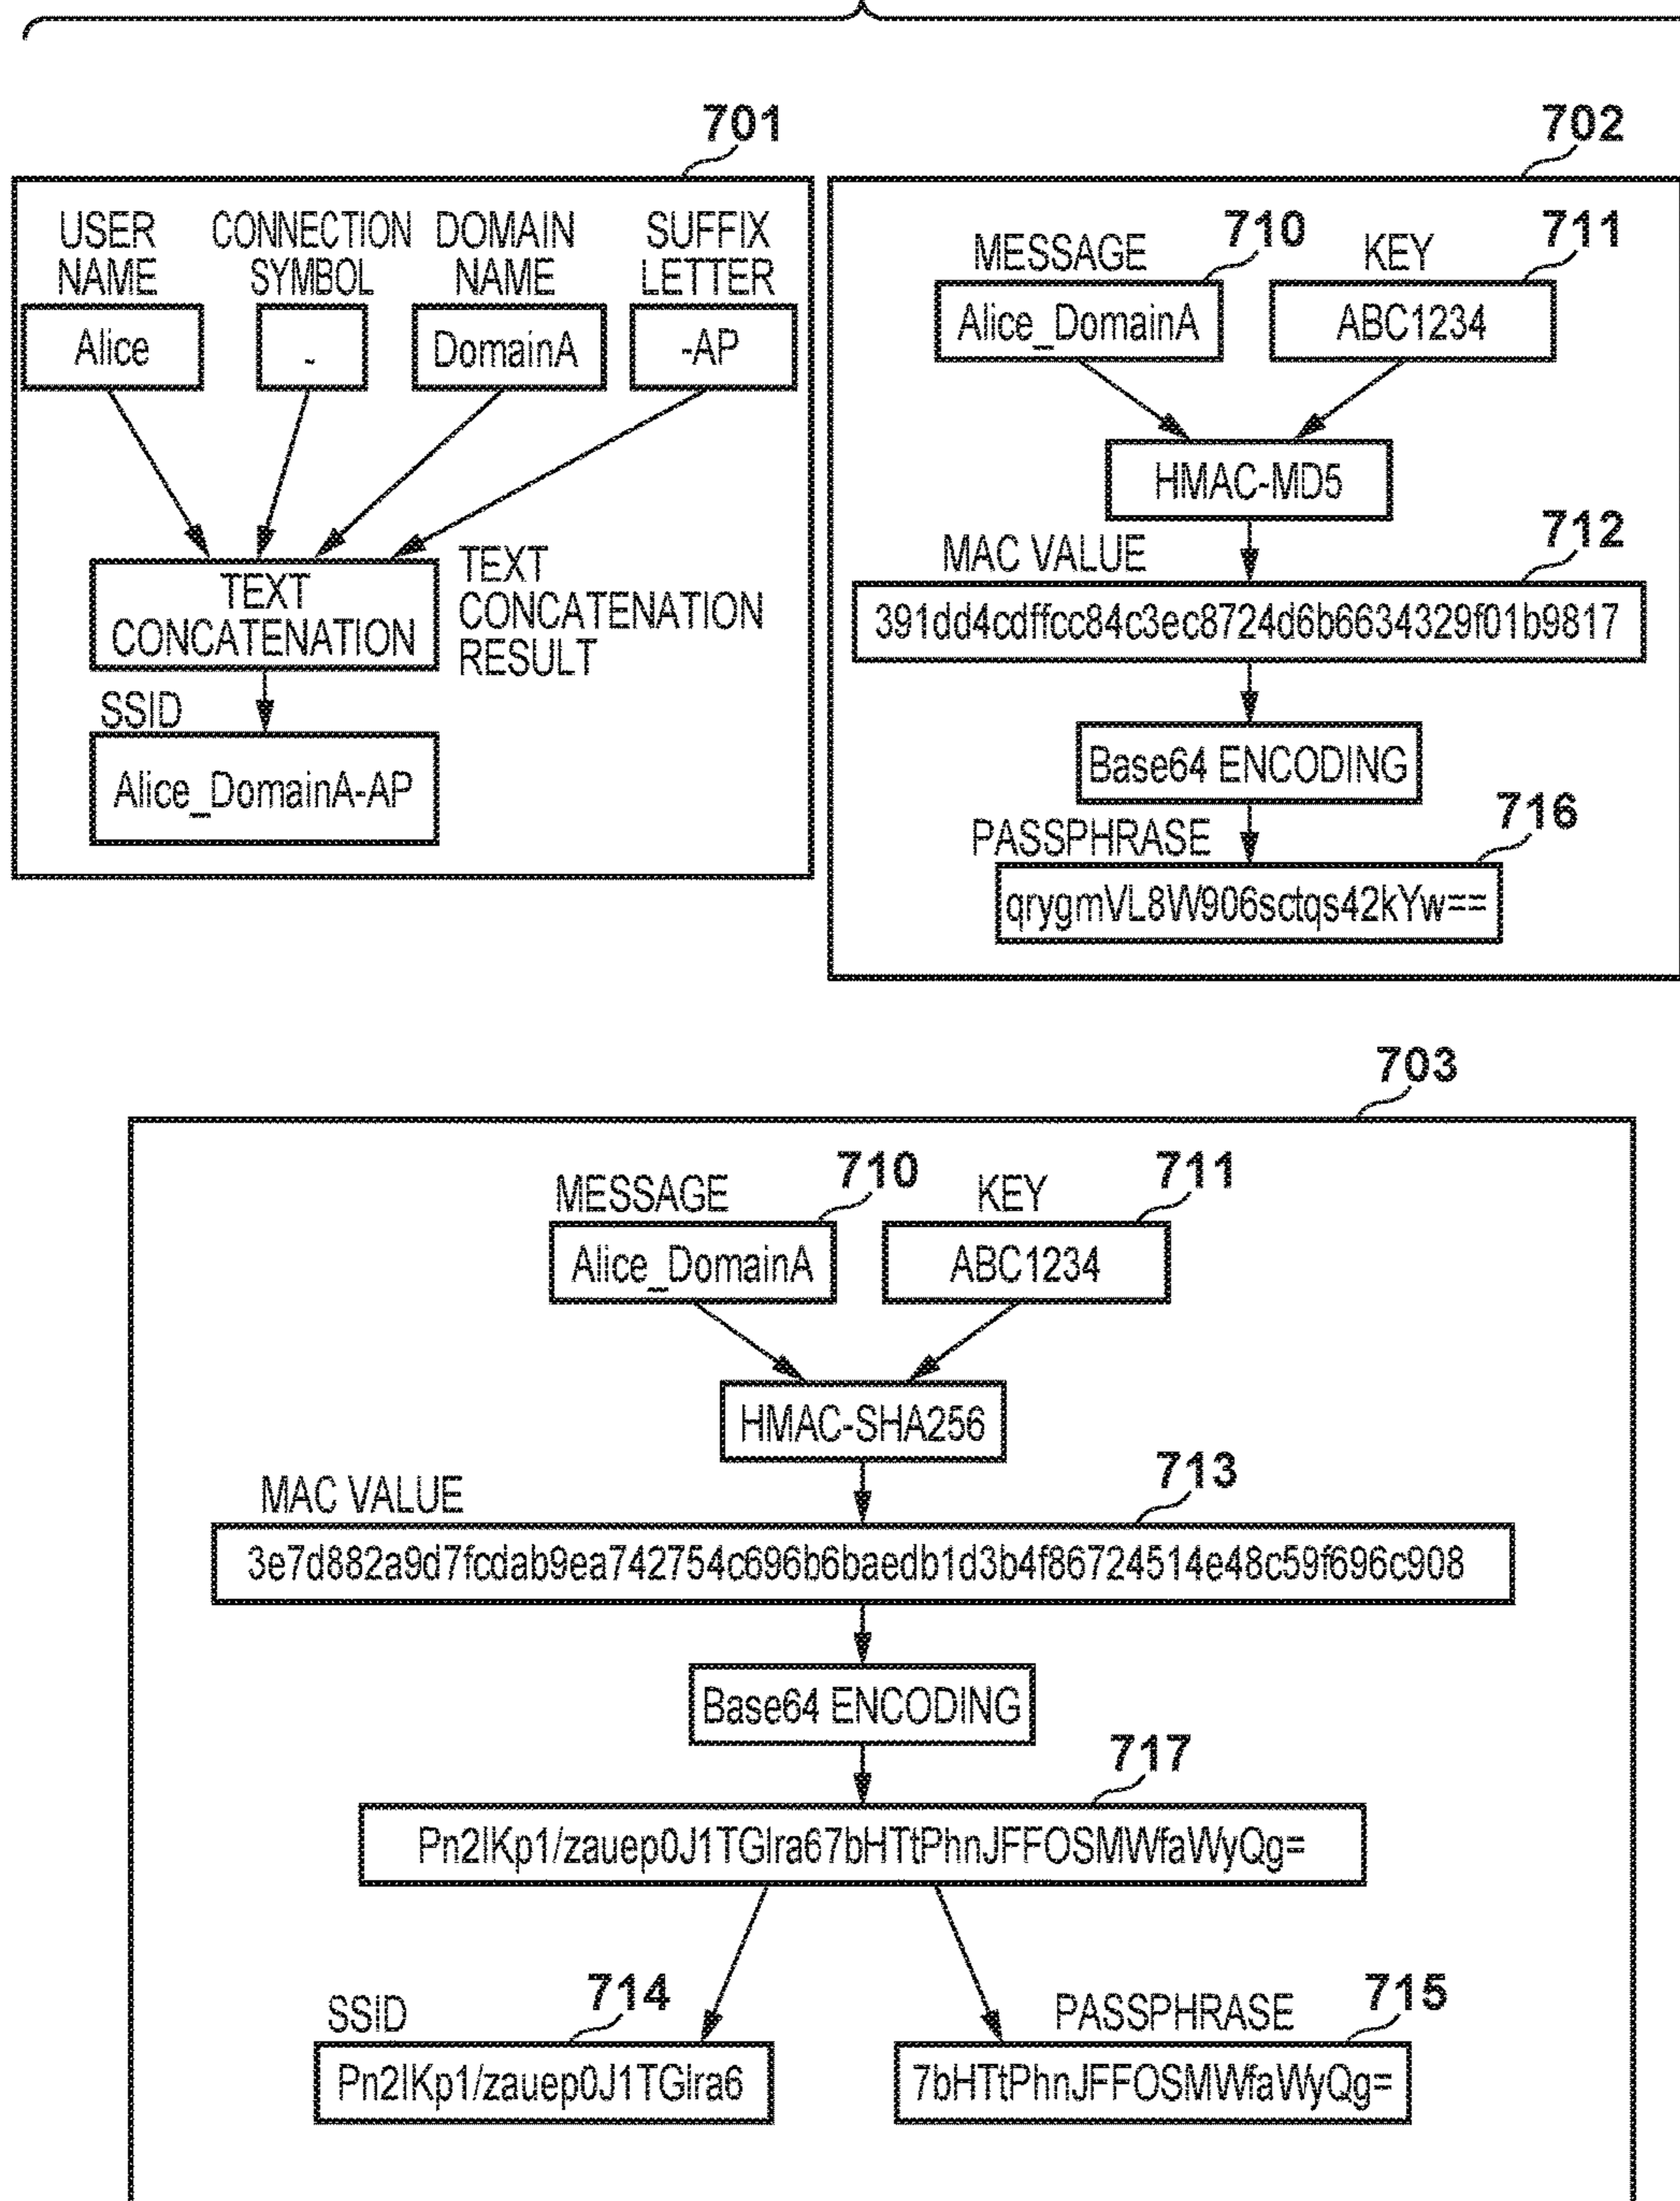 701
USER NAME
CONNECTION SYMBOL
DOMAIN NAME
SUFFIX LETTER
Alice
-
DomainA
-AP
TEXT CONCATENATION
TEXT CONCATENATION RESULT
SSID
Alice_DomainA-AP
702
MESSAGE
710
KEY
711
Alice_DomainA
ABC1234
HMAC-MD5
MAC VALUE
712
391dd4cdffcc84c3ec8724d6b6634329f01b9817
Base64 ENCODING
PASSPHRASE
716
qrygmVL8W906sctqs42kYw==
703
MESSAGE
710
KEY
711
Alice_DomainA
ABC1234
HMAC-SHA256
MAC VALUE
713
3e7d882a9d7fcdab9ea742754c696b6baedb1d3b4f86724514e48c59f696c908
Base64 ENCODING
717
Pn2IKp1/zauep0J1TGlra67bHTtPhnJFFOSMWfaWyQg=
SSID
714
Pn2IKp1/zauep0J1TGlra6
PASSPHRASE
715
7bHTtPhnJFFOSMWfaWyQg=